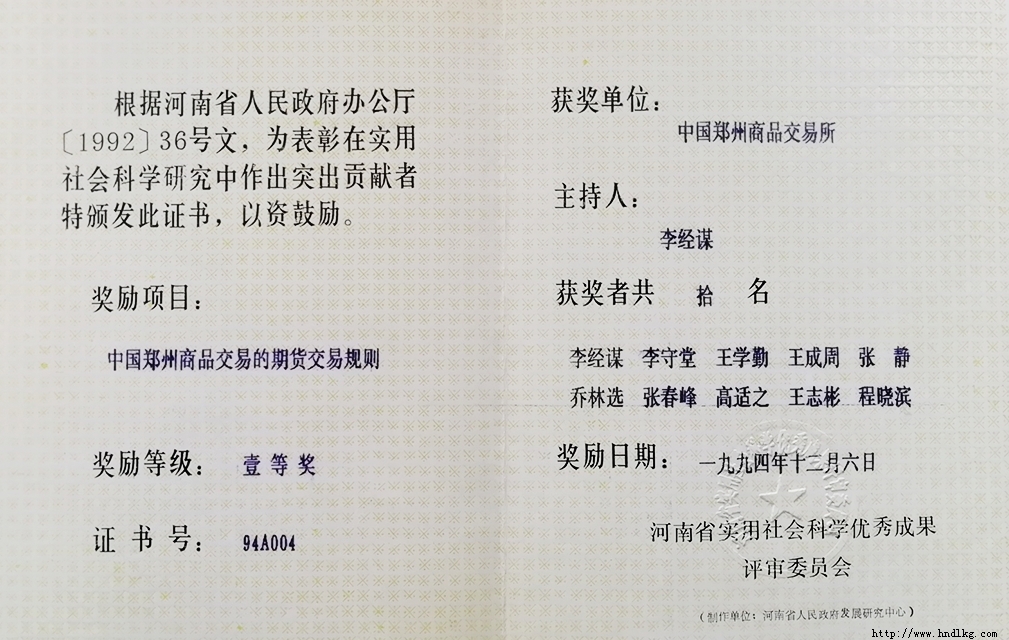 根据河南省人民政府办公厅
〔1992〕36号文，为表彰在实用
社会科学研究中作出突出贡献者
特颁发此证书，以资鼓励。
奖励项目：
中国郑州商品交易的期货交易规则
奖励等级： 壹等奖
证书号： 94A004
获奖单位：
中国郑州商品交易所
主持人：
李经谋
获奖者共 拾 名
李经谋 李守堂 王学勤 王成周 张 静
乔林选 张春峰 高适之 王志彬 程晓滨
奖励日期： 一九九四年十二月六日
河南省实用社会科学优秀成果
评审委员会
（制作单位：河南省人民政府发展研究中心）
http://www.hndlkg.com